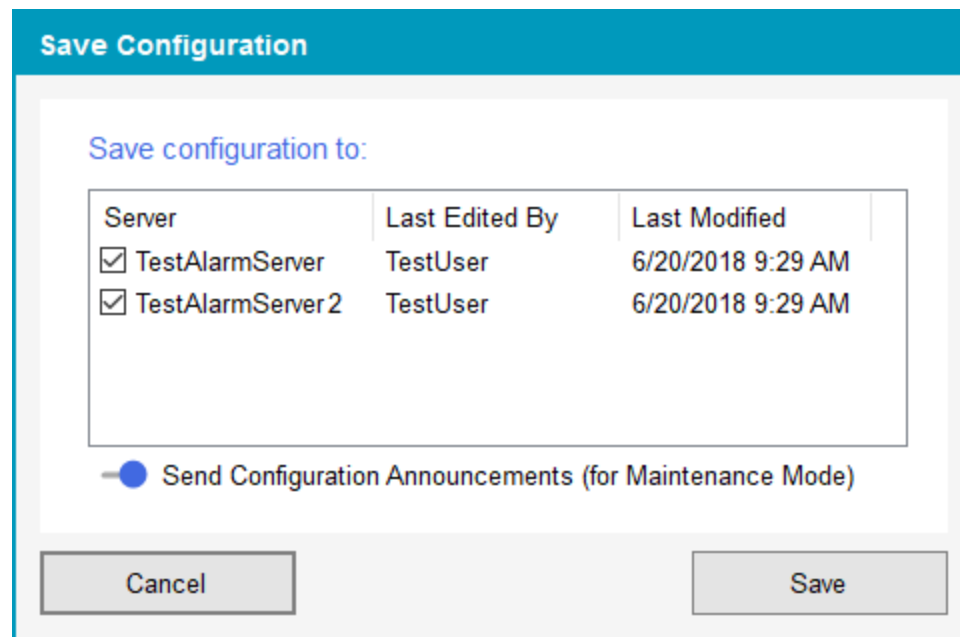 Save Configuration
Save configuration to:
Server Last Edited By Last Modified
TestAlarmServer TestUser 6/20/2018 9:29 AM
TestAlarmServer2 TestUser 6/20/2018 9:29 AM
Send Configuration Announcements (for Maintenance Mode)
Cancel Save